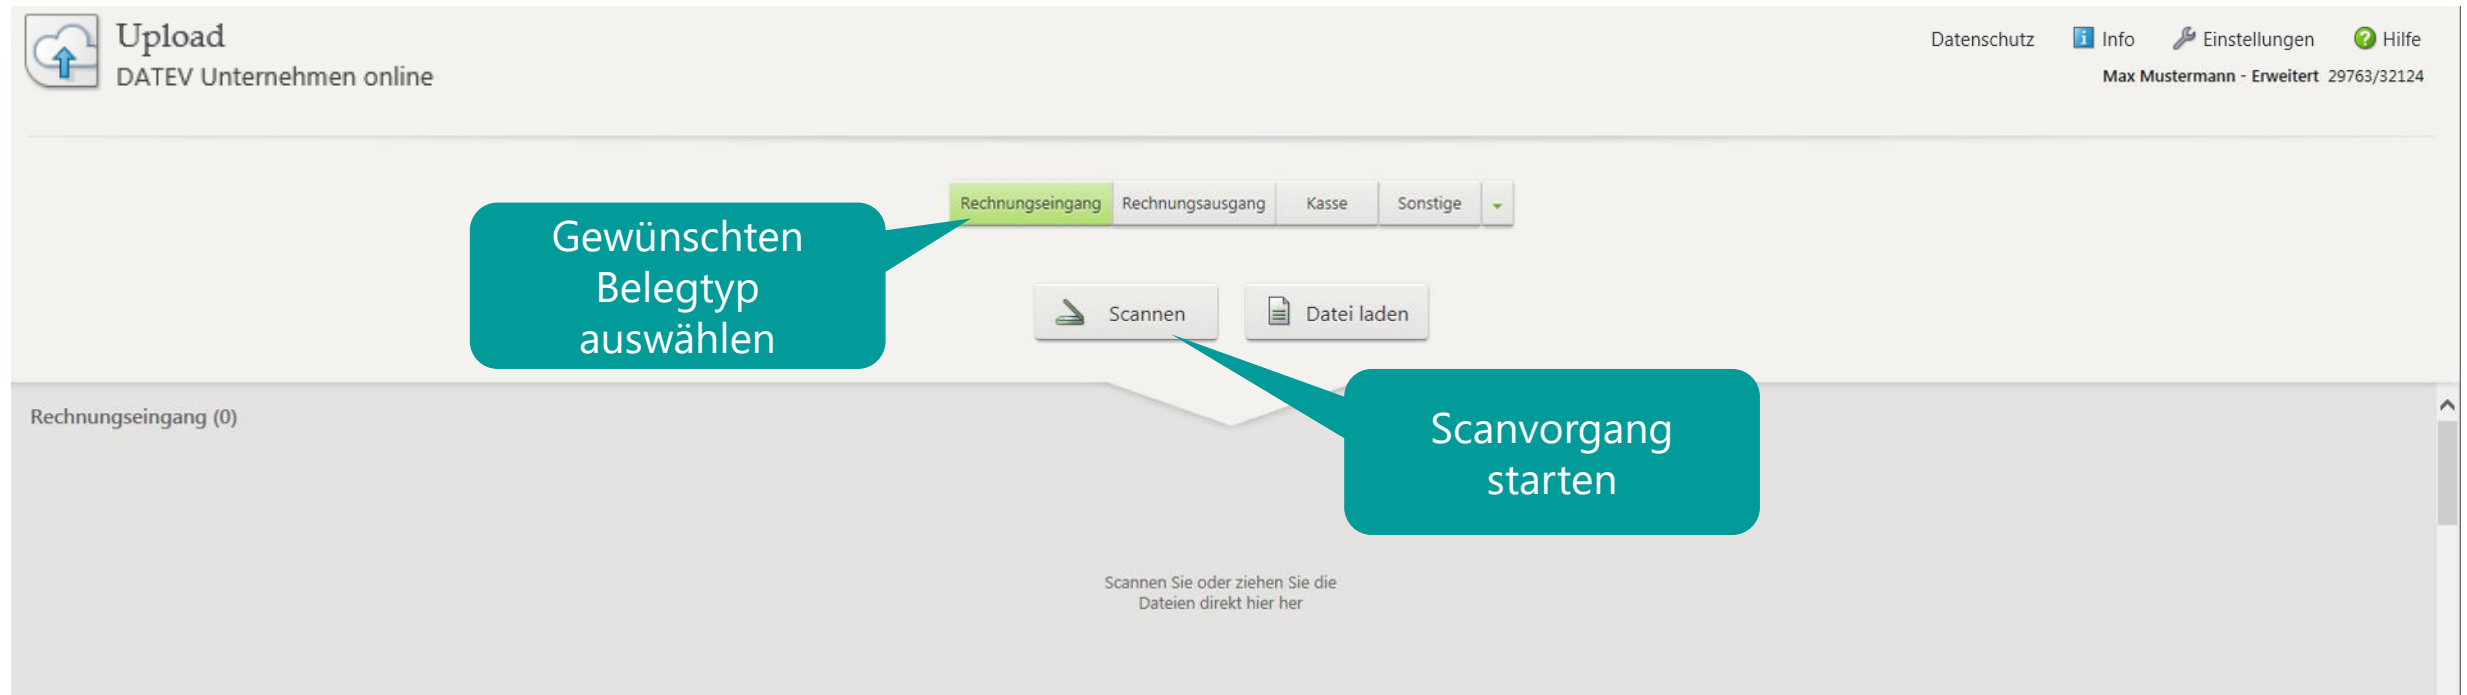 Upload
DATEV Unternehmen online
Datenschutz Info Einstellungen Hilfe
Max Mustermann - Erweitert 29763/32124
Rechnungseingang Rechnungsausgang Kasse Sonstige
Gewünschten
Belegtyp
auswählen
Scannen Datei laden
Rechnungseingang (0)
Scanvorgang
starten
Scannen Sie oder ziehen Sie die
Dateien direkt hier her